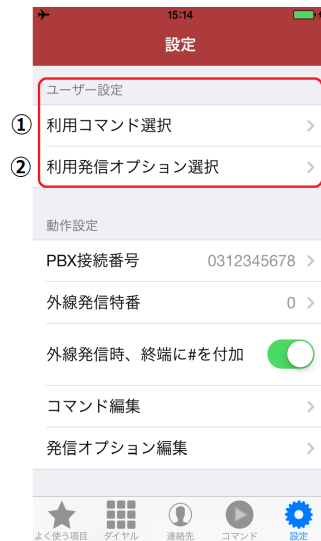 15:14
設定
ユーザー設定
① 利用コマンド選択
② 利用発信オプション選択
動作設定
PBX接続番号 0312345678
外線発信特番 0
外線発信時、終端に#を付加
コマンド編集
発信オプション編集
よく使う項目 ダイヤル 連絡先 コマンド 設定